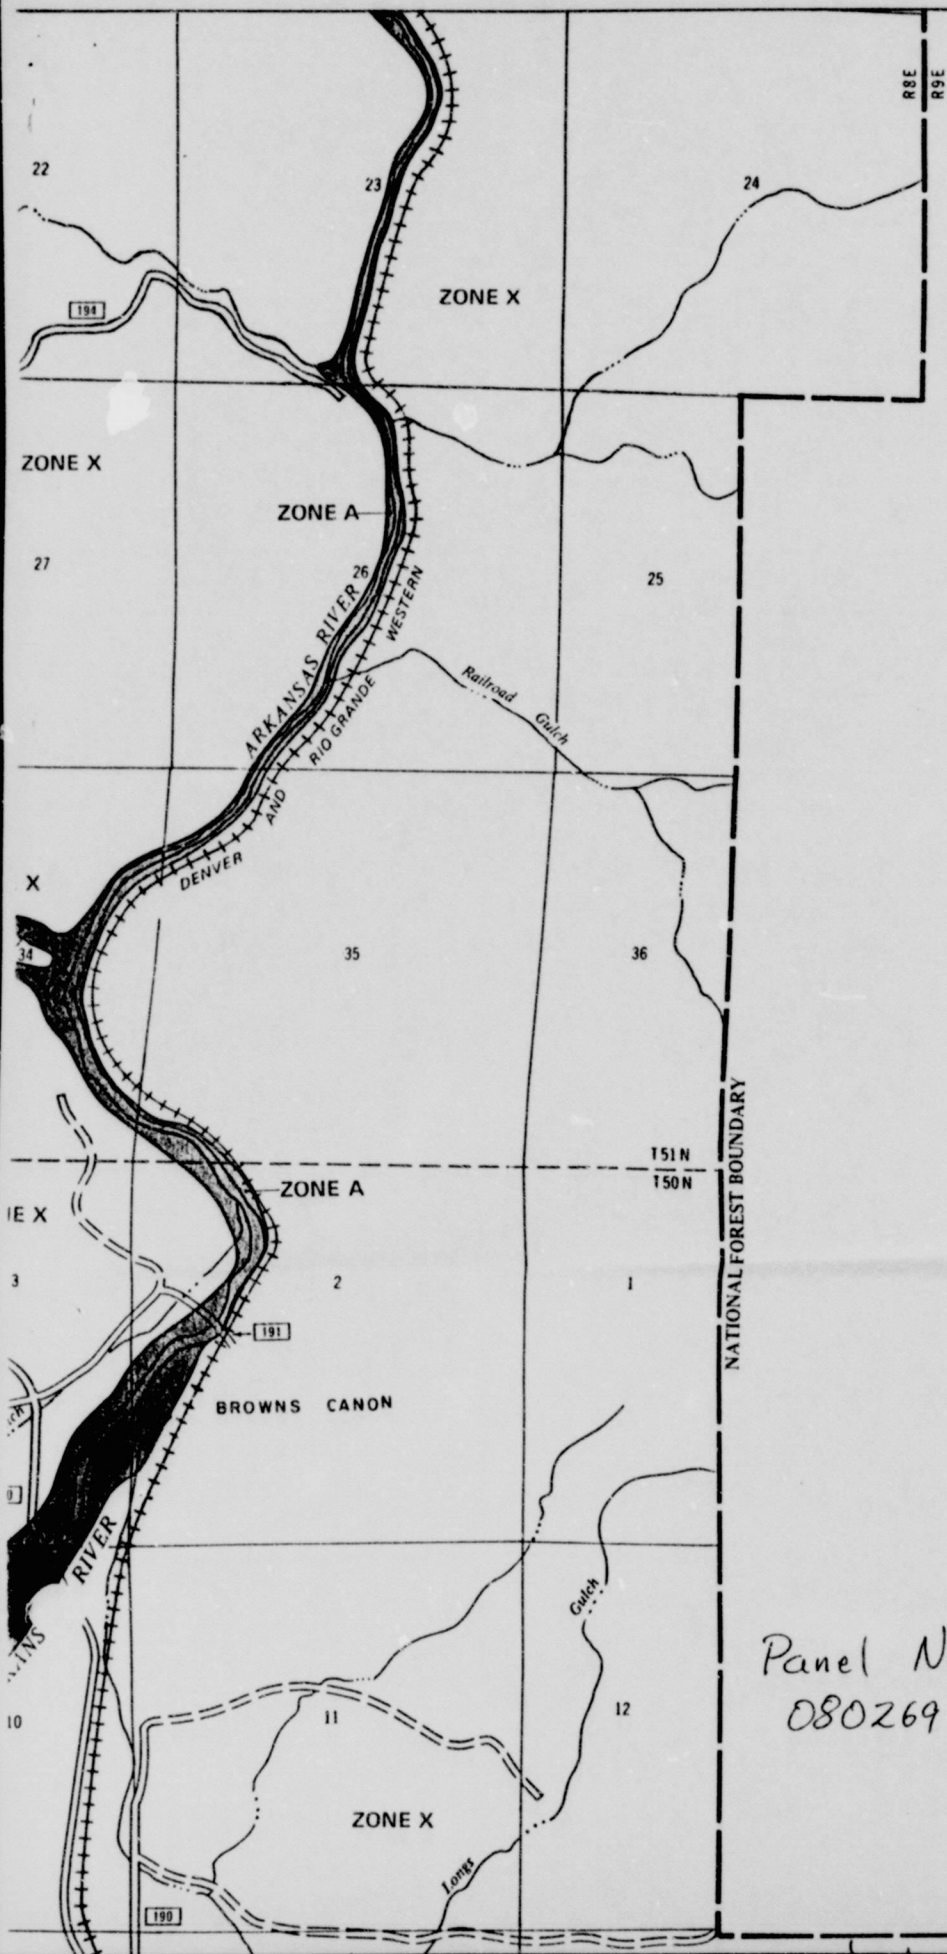 R8E
R9E
22
23
24
ZONE X
194
ZONE X
ZONE A
27
26
25
ARKANSAS RIVER
WESTERN
Railroad
Gulch
RIO GRANDE
AND
DENVER
X
34
35
36
T51N
T50N
NATIONAL FOREST BOUNDARY
ZONE A
E X
3
2
1
191
BROWNS CANON
RIVER
Gulch
Panel N
080269
10
11
12
ZONE X
Longs
190